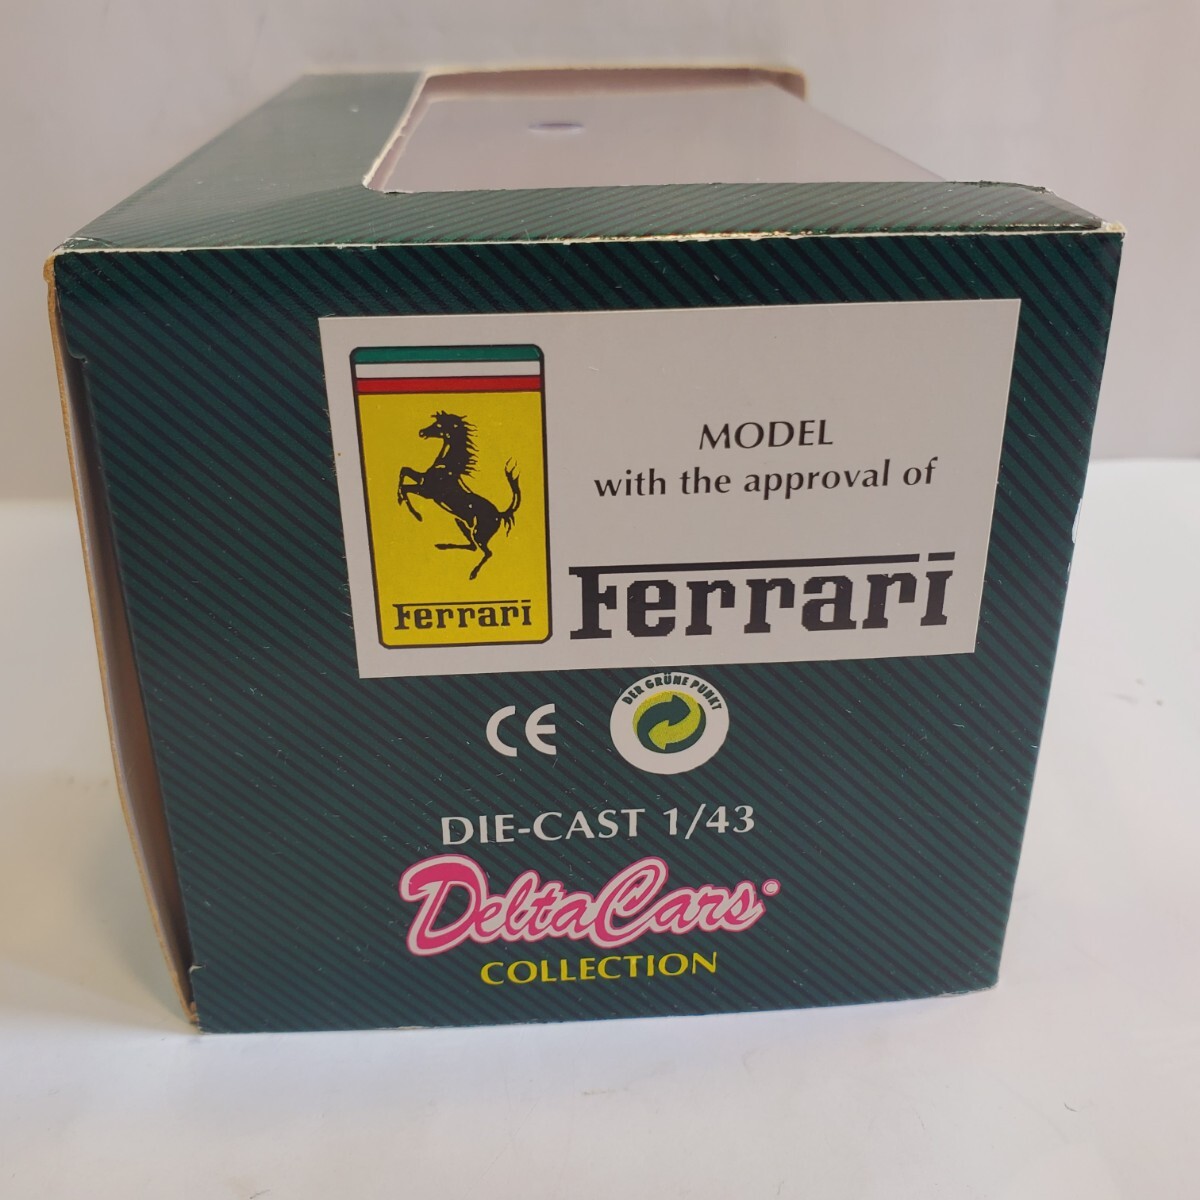 MODEL
with the approval of
Ferrari
Ferrari
DER GRÜNE PUNKT
CE
DIE-CAST 1/43
DeltaCars
COLLECTION